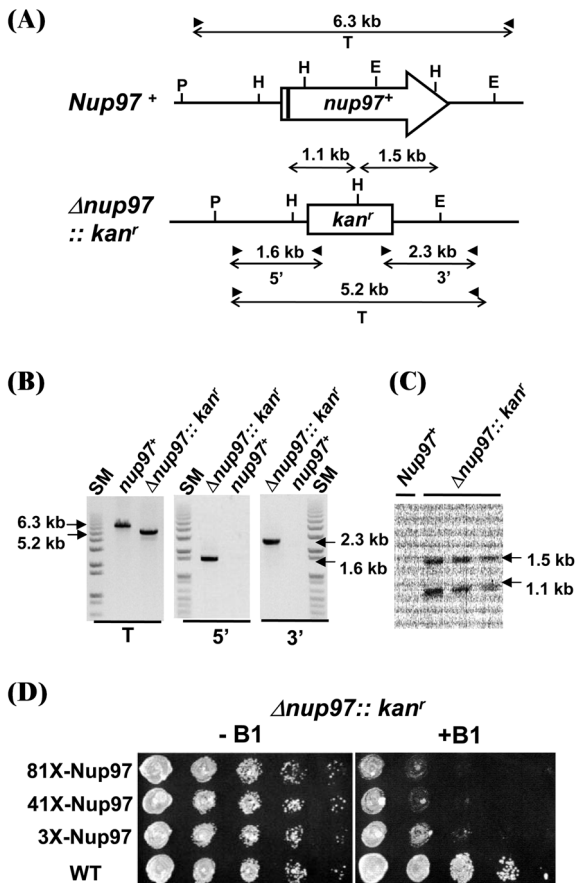 (A)
6.3 kb
T
P H H E H E
Nup97 +
nup97+
1.1 kb 1.5 kb
H
P H E
Δnup97
:: kanr
kanr
1.6 kb 2.3 kb
5’ 3’
5.2 kb
T
(B)
SM nup97+ Δnup97:: kanr
SM Δnup97:: kanr nup97+
Δnup97:: kanr nup97+ SM
6.3 kb
5.2 kb
2.3 kb
1.6 kb
T 5’ 3’
(C)
Nup97+ Δnup97:: kanr
1.5 kb
1.1 kb
(D)
Δnup97:: kanr
- B1 +B1
81X-Nup97
41X-Nup97
3X-Nup97
WT